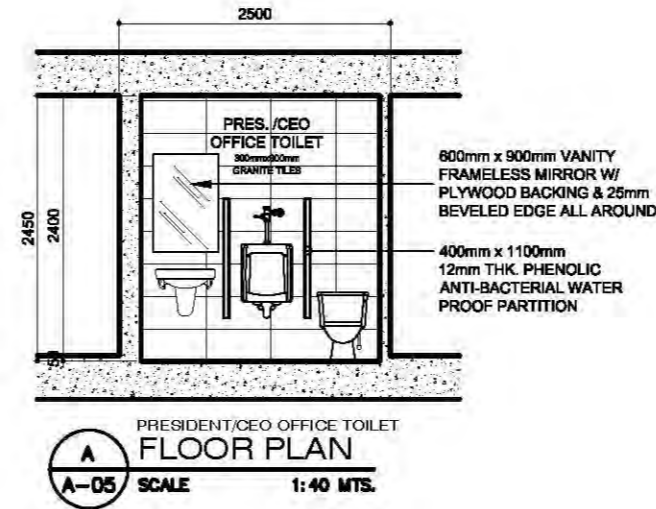 2500
PRES. /CEO
OFFICE TOILET
300mmx600mm
GRANITE TILES
600mm x 900mm VANITY
FRAMELESS MIRROR W/
PLYWOOD BACKING & 25mm
BEVELED EDGE ALL AROUND
400mm x 1100mm
12mm THK. PHENOLIC
ANTI-BACTERIAL WATER
PROOF PARTITION
2450
2400
50
PRESIDENT/CEO OFFICE TOILET
A FLOOR PLAN
A-05 SCALE 1:40 MTS.